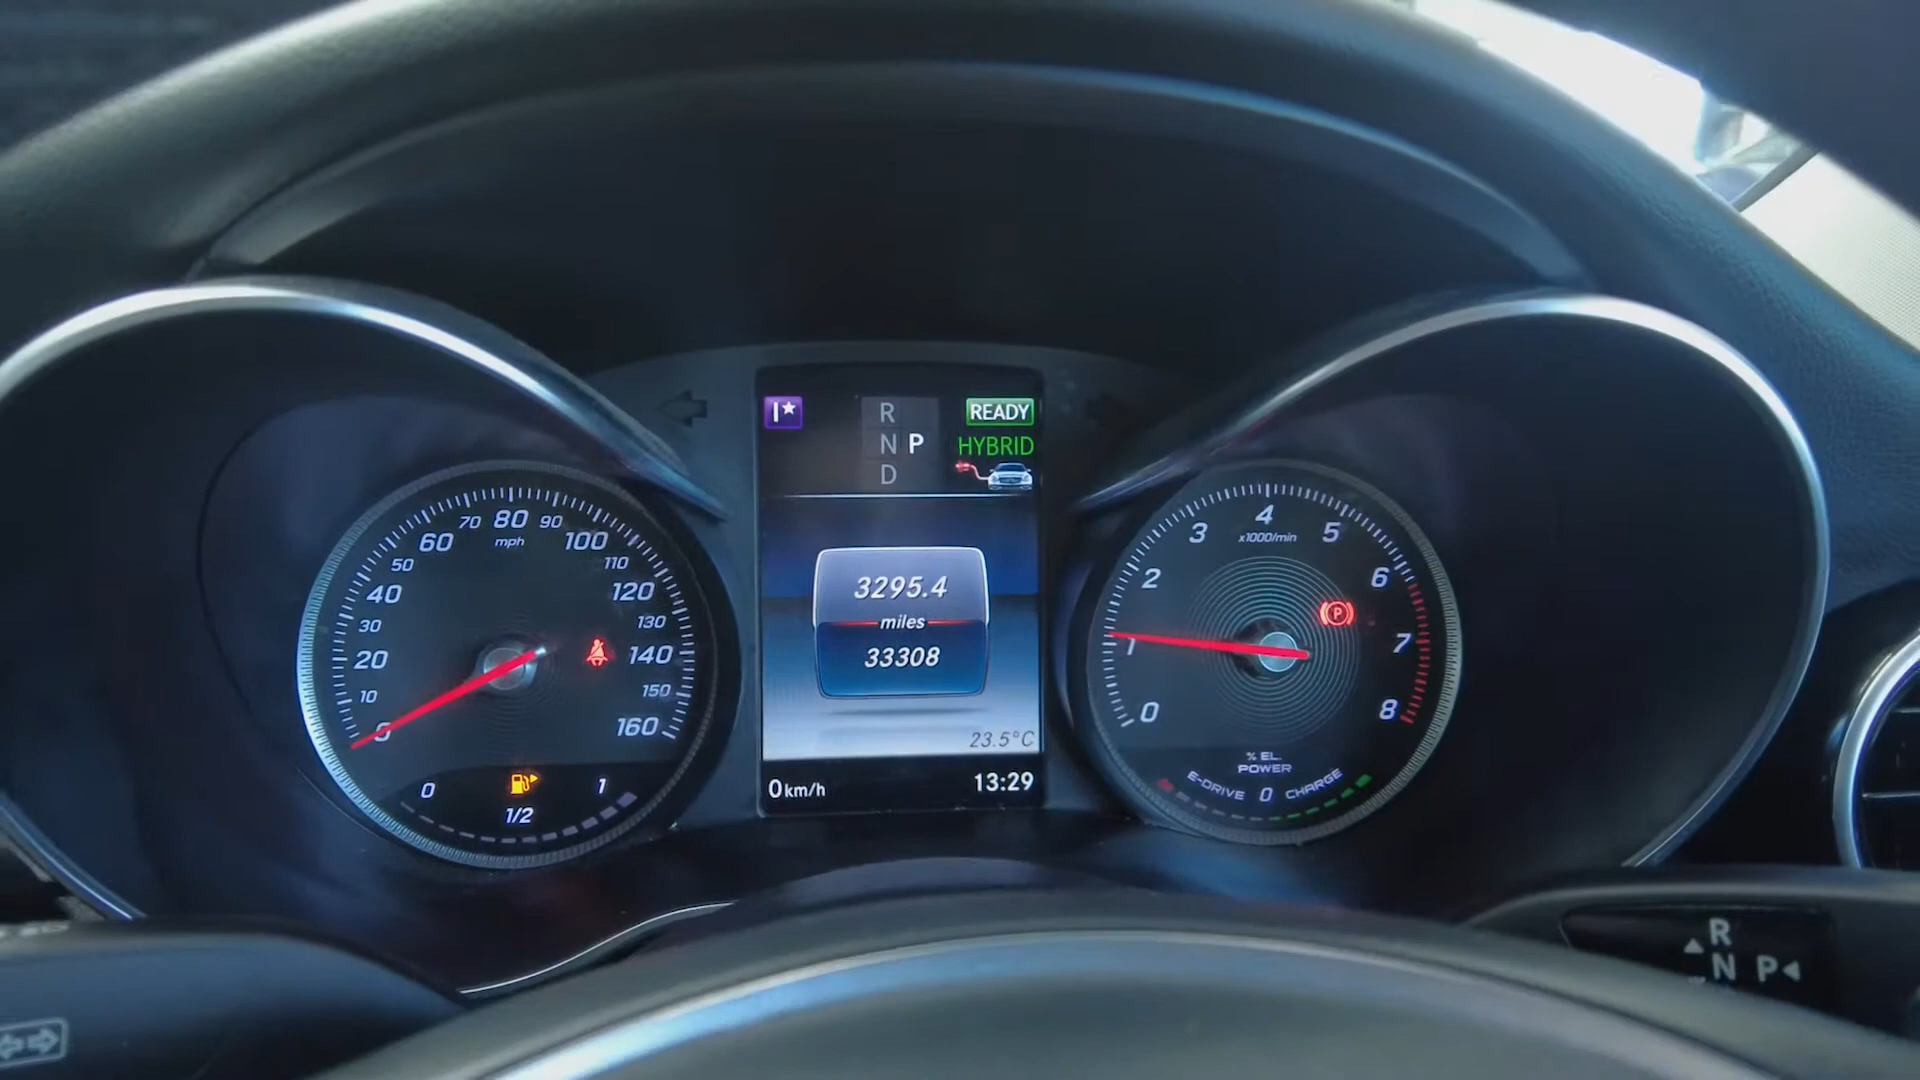 I★
R
N P
D
READY
HYBRID
3295.4
miles
33308
23.5°C
0km/h
13:29
0
10
20
30
40
50
60
70
80
90
100
110
120
130
140
150
160
mph
0
1/2
1
0
1
2
3
4
5
6
7
8
x1000/min
P
% EL.
POWER
E-DRIVE 0 CHARGE
R
N P